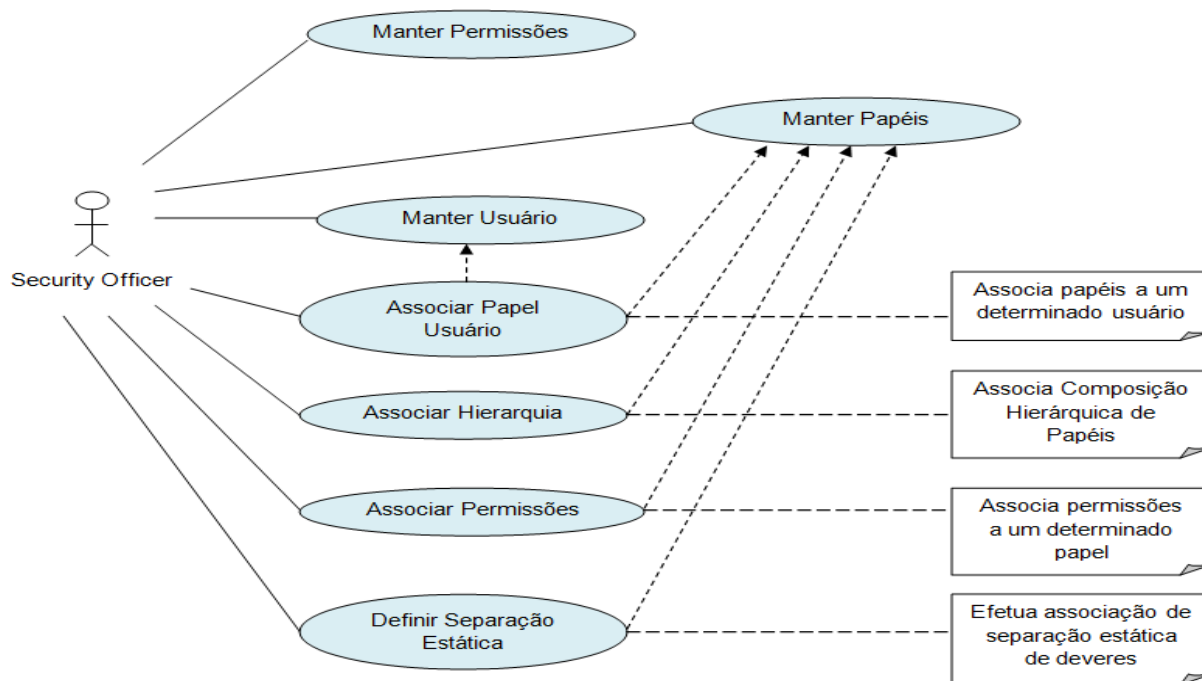 Manter Permissões
Manter Papéis
Manter Usuário
Security Officer
Associar Papel
Usuário
Associa papéis a um
determinado usuário
Associar Hierarquia
Associa Composição
Hierárquica de
Papéis
Associar Permissões
Associa permissões
a um determinado
papel
Definir Separação
Estática
Efetua associação de
separação estática
de deveres